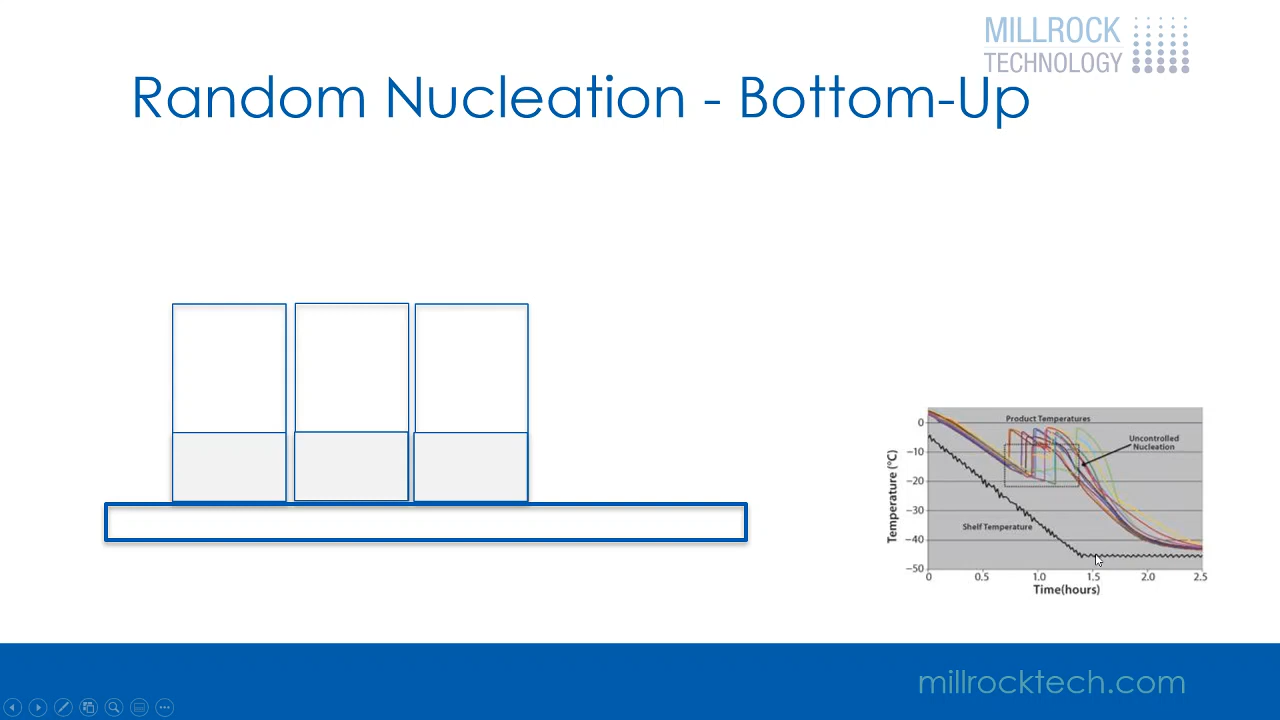 MILLROCK
TECHNOLOGY
Random Nucleation - Bottom-Up
Product Temperatures
Uncontrolled
Nucleation
Shelf Temperature
Temperature (°C)
0
−10
−20
−30
−40
−50
0 0.5 1.0 1.5 2.0 2.5
Time(hours)
millrocktech.com